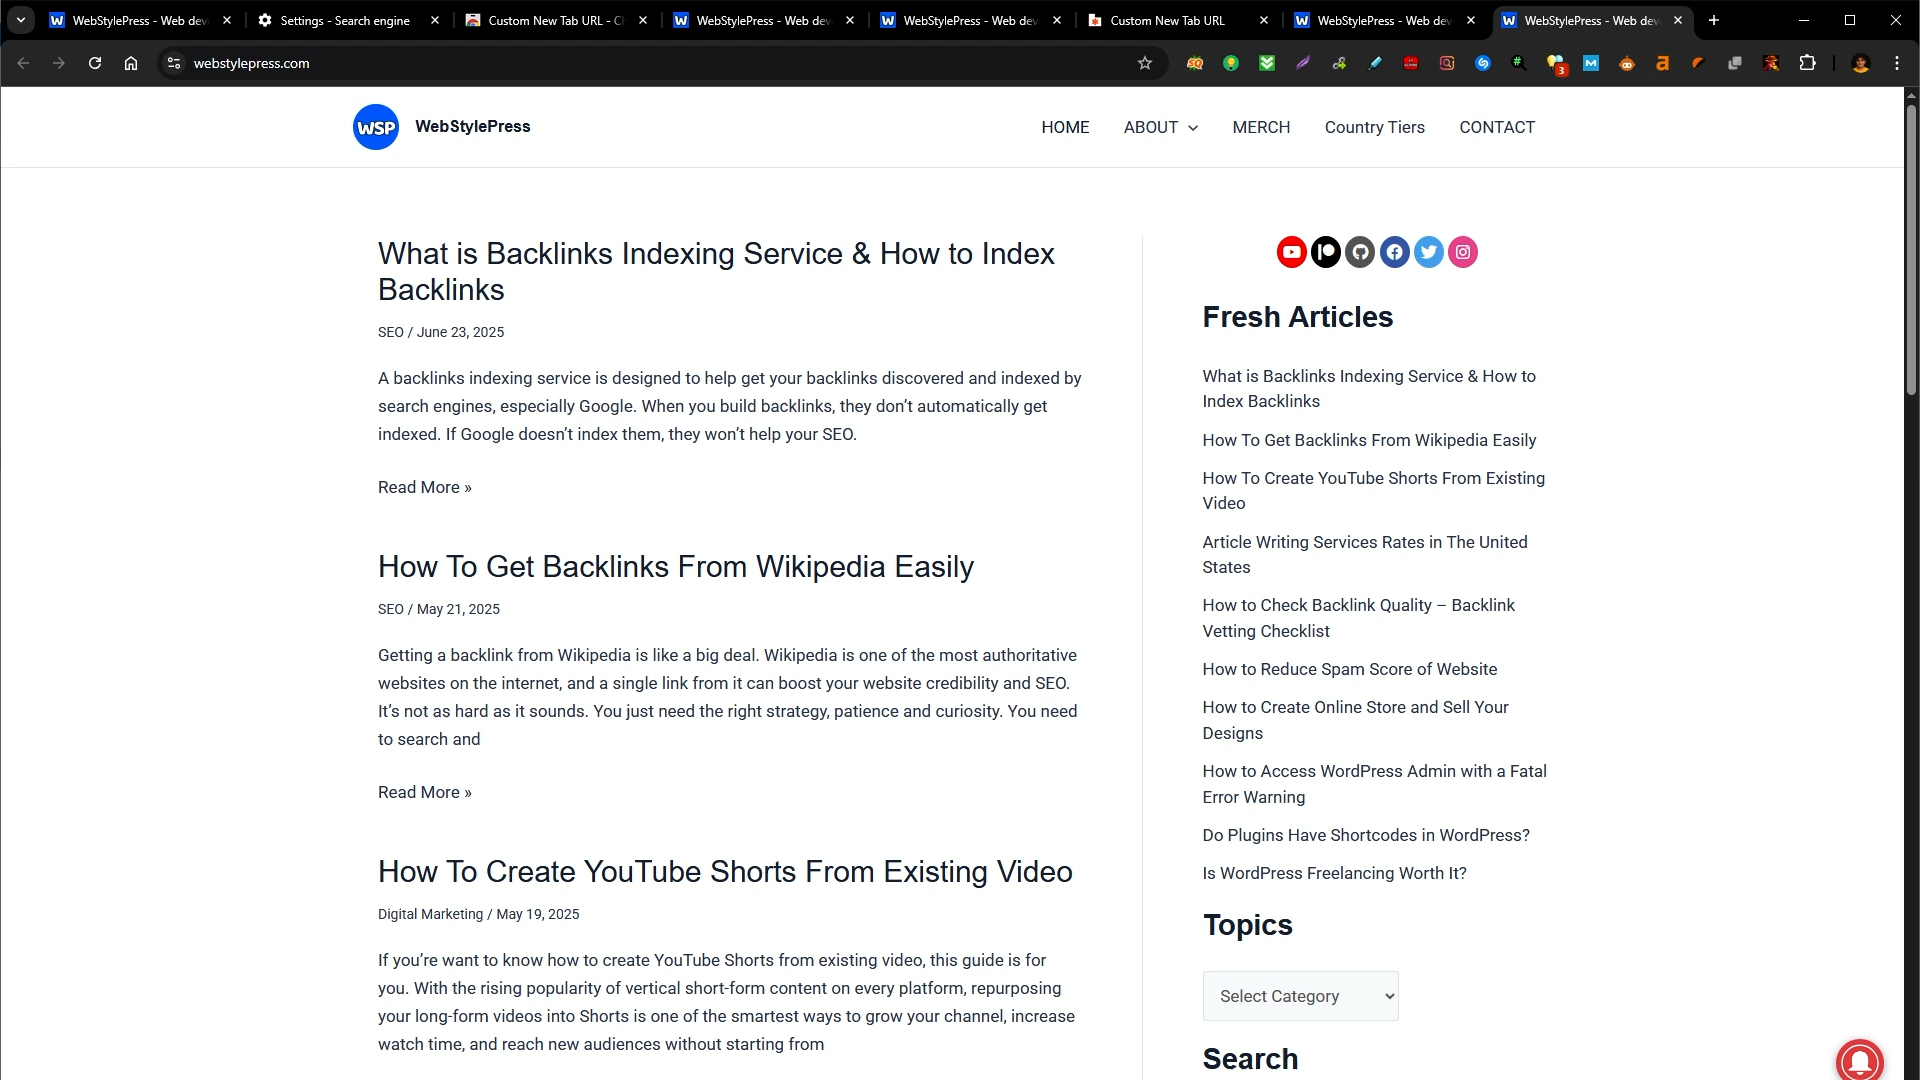 WebStylePress - Web dev
Settings - Search engine
Custom New Tab URL - C
WebStylePress - Web dev
WebStylePress - Web dev
Custom New Tab URL
WebStylePress - Web dev
WebStylePress - Web dev
webstylepress.com
3
WSP
WebStylePress
HOME
ABOUT
MERCH
Country Tiers
CONTACT
What is Backlinks Indexing Service & How to Index
Backlinks
SEO / June 23, 2025
A backlinks indexing service is designed to help get your backlinks discovered and indexed by
search engines, especially Google. When you build backlinks, they don’t automatically get
indexed. If Google doesn’t index them, they won’t help your SEO.
Read More »
How To Get Backlinks From Wikipedia Easily
SEO / May 21, 2025
Getting a backlink from Wikipedia is like a big deal. Wikipedia is one of the most authoritative
websites on the internet, and a single link from it can boost your website credibility and SEO.
It’s not as hard as it sounds. You just need the right strategy, patience and curiosity. You need
to search and
Read More »
How To Create YouTube Shorts From Existing Video
Digital Marketing / May 19, 2025
If you’re want to know how to create YouTube Shorts from existing video, this guide is for
you. With the rising popularity of vertical short-form content on every platform, repurposing
your long-form videos into Shorts is one of the smartest ways to grow your channel, increase
watch time, and reach new audiences without starting from
Fresh Articles
What is Backlinks Indexing Service & How to
Index Backlinks
How To Get Backlinks From Wikipedia Easily
How To Create YouTube Shorts From Existing
Video
Article Writing Services Rates in The United
States
How to Check Backlink Quality – Backlink
Vetting Checklist
How to Reduce Spam Score of Website
How to Create Online Store and Sell Your
Designs
How to Access WordPress Admin with a Fatal
Error Warning
Do Plugins Have Shortcodes in WordPress?
Is WordPress Freelancing Worth It?
Topics
Select Category
Search